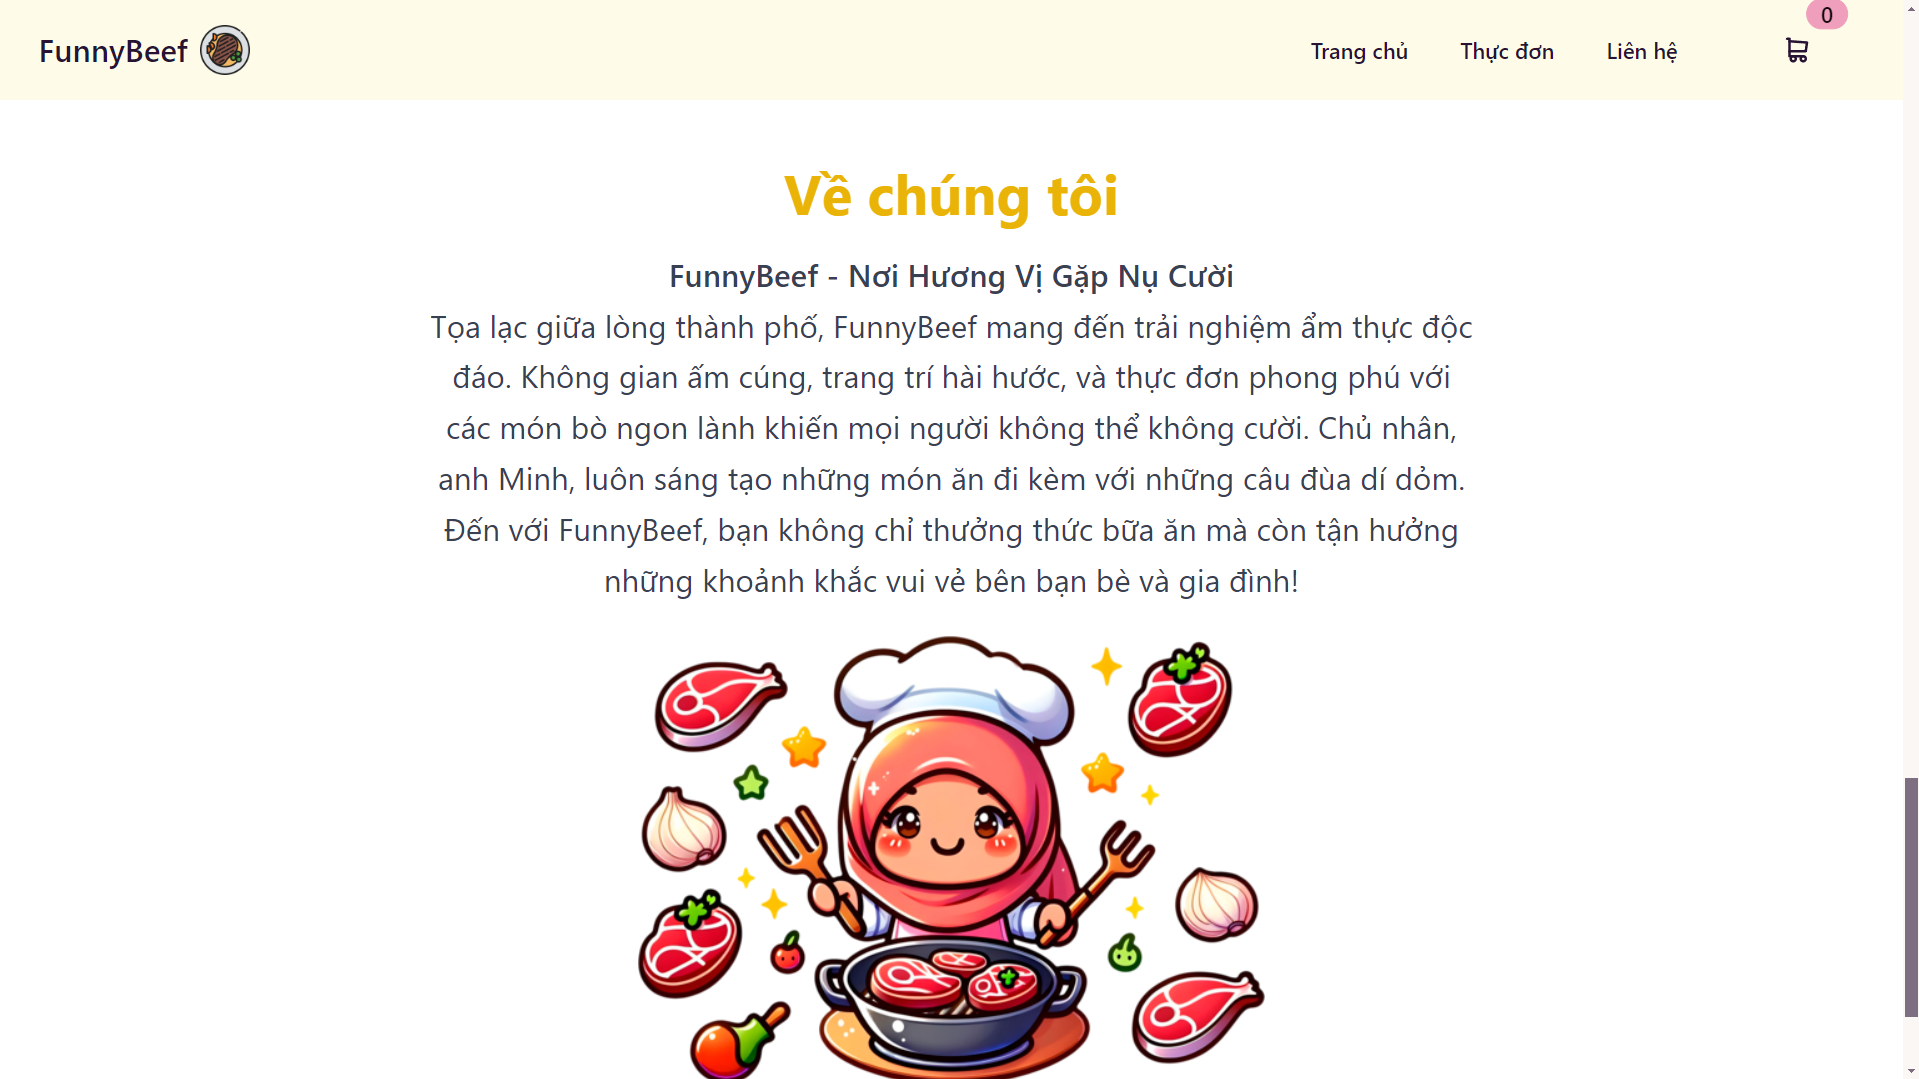 FunnyBeef
Trang chủ
Thực đơn
Liên hệ
0
Về chúng tôi
FunnyBeef - Nơi Hương Vị Gặp Nụ Cười
Tọa lạc giữa lòng thành phố, FunnyBeef mang đến trải nghiệm ẩm thực độc
đáo. Không gian ấm cúng, trang trí hài hước, và thực đơn phong phú với
các món bò ngon lành khiến mọi người không thể không cười. Chủ nhân,
anh Minh, luôn sáng tạo những món ăn đi kèm với những câu đùa dí dỏm.
Đến với FunnyBeef, bạn không chỉ thưởng thức bữa ăn mà còn tận hưởng
những khoảnh khắc vui vẻ bên bạn bè và gia đình!